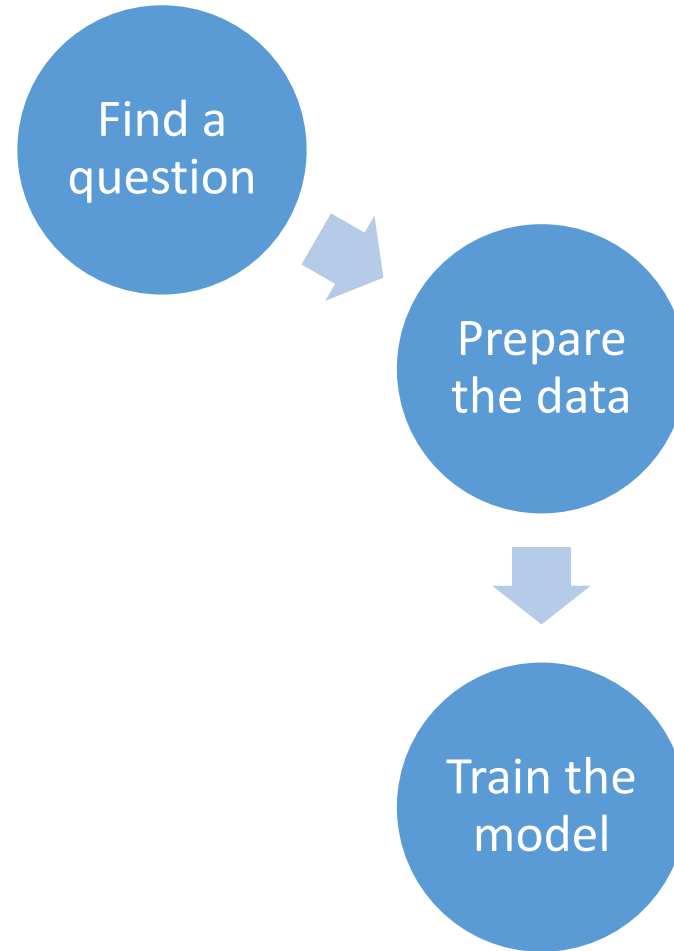 Find a
question
Prepare
the data
Train the
model